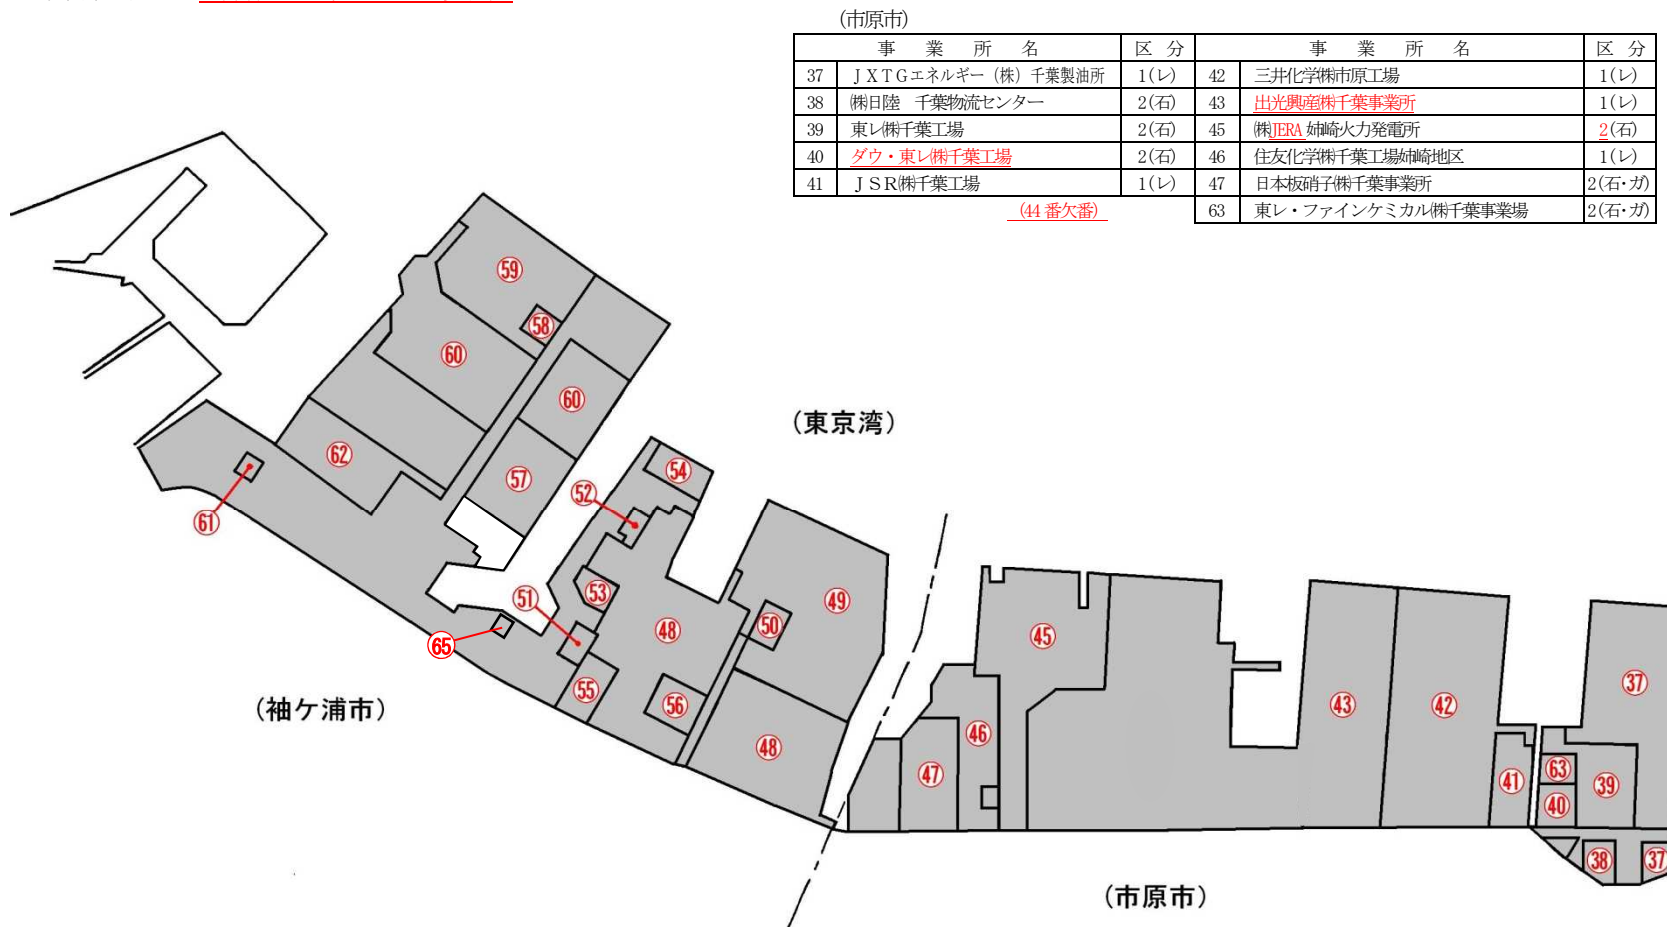 (市原市)
事 業 所 名 区 分 事 業 所 名 区 分
37 ＪＸＴＧエネルギー（株）千葉製油所 1(レ) 42 三井化学㈱市原工場 1(レ)
38 ㈱日陸　千葉物流センター 2(石) 43 出光興産㈱千葉事業所 1(レ)
39 東レ㈱千葉工場 2(石) 45 ㈱JERA 姉崎火力発電所 2(石)
40 ダウ・東レ㈱千葉工場 2(石) 46 住友化学㈱千葉工場姉崎地区 1(レ)
41 ＪＳＲ㈱千葉工場 1(レ) 47 日本板硝子㈱千葉事業所 2(石・ガ)
(44 番欠番) 63 東レ・ファインケミカル㈱千葉事業場 2(石・ガ)
59
58
60
60
(東京湾)
62
54
57
52
61
53
51
49
50
48
45
65
55
56
(袖ケ浦市)
37
43
42
46
48
47
63
41
39
40
38
37
(市原市)